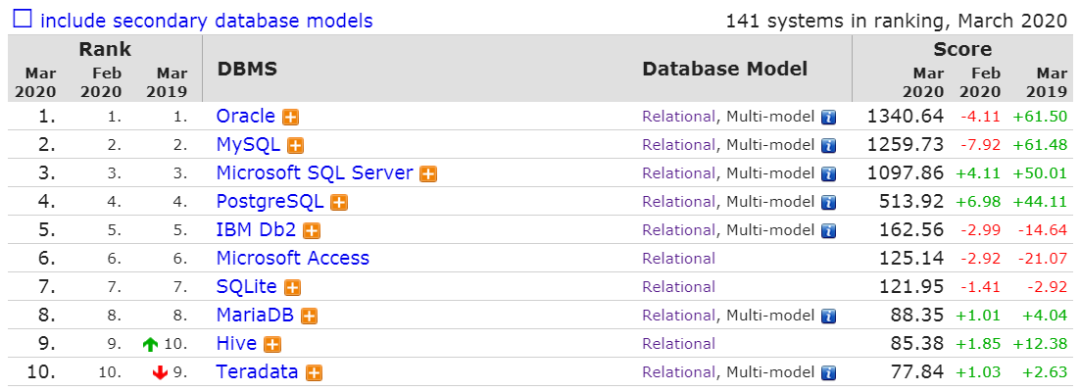 include secondary database models 141 systems in ranking, March 2020
Rank Score
DBMS Database Model
Mar Feb Mar Mar Feb Mar
2020 2020 2019 2020 2020 2019
1. 1. 1. Oracle Relational, Multi-model 1340.64 -4.11 +61.50
2. 2. 2. MySQL Relational, Multi-model 1259.73 -7.92 +61.48
3. 3. 3. Microsoft SQL Server Relational, Multi-model 1097.86 +4.11 +50.01
4. 4. 4. PostgreSQL Relational, Multi-model 513.92 +6.98 +44.11
5. 5. 5. IBM Db2 Relational, Multi-model 162.56 -2.99 -14.64
6. 6. 6. Microsoft Access Relational 125.14 -2.92 -21.07
7. 7. 7. SQLite Relational 121.95 -1.41 -2.92
8. 8. 8. MariaDB Relational, Multi-model 88.35 +1.01 +4.04
9. 9. 10. Hive Relational 85.38 +1.85 +12.38
10. 10. 9. Teradata Relational, Multi-model 77.84 +1.03 +2.63